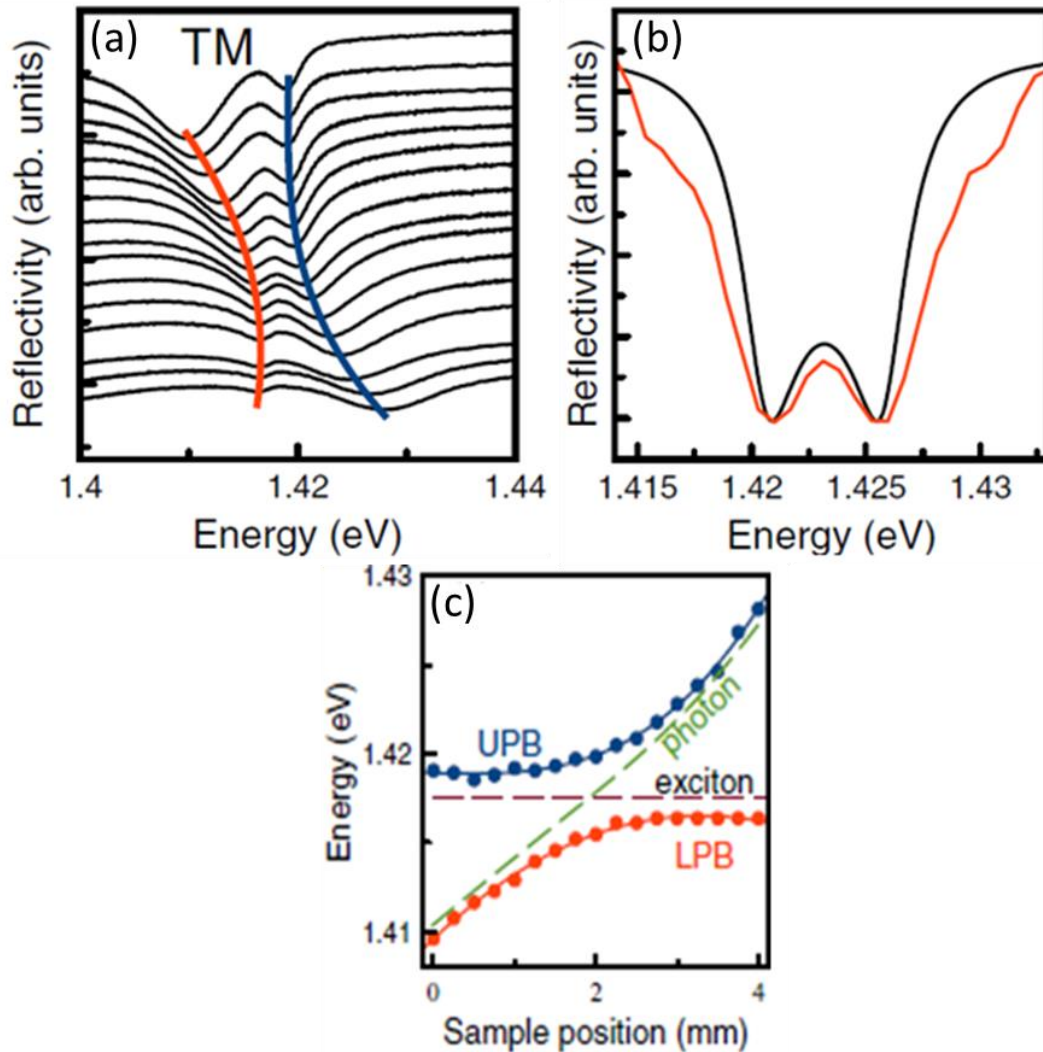 (a) TM
Reflectivity (arb. units)
1.4 1.42 1.44
Energy (eV)
(b)
Reflectivity (arb. units)
1.415 1.42 1.425 1.43
Energy (eV)
(c)
1.43
1.42
1.41
Energy (eV)
UPB
photon
exciton
LPB
0 2 4
Sample position (mm)